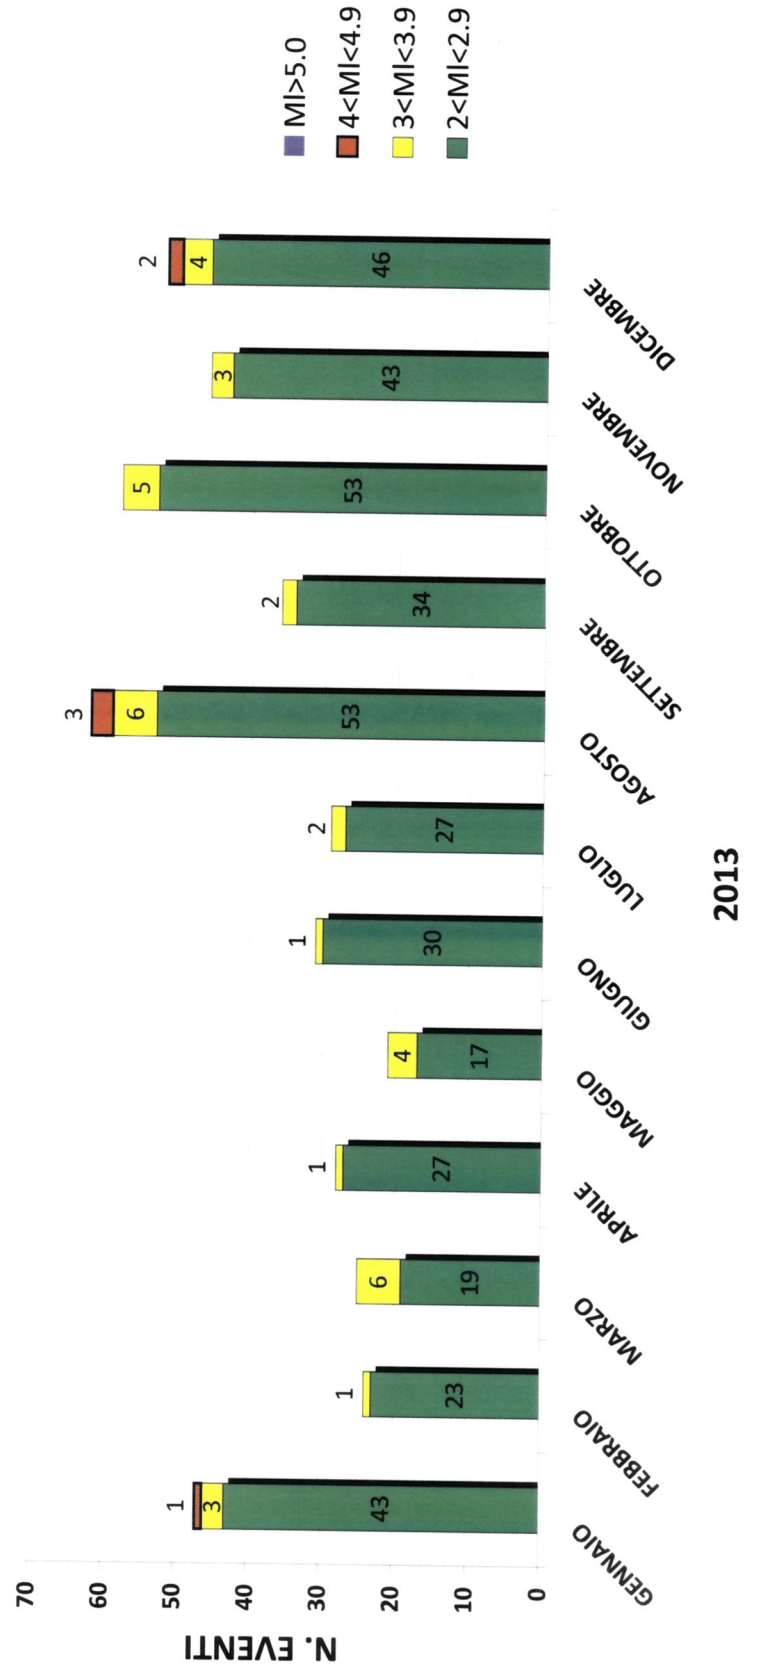 70
60
50
40
30
20
10
0
N. EVENTI
1
3
43
1
23
6
19
1
27
4
17
1
30
2
27
3
6
53
2
34
5
53
3
43
2
4
46
GENNAIO
FEBBRAIO
MARZO
APRILE
MAGGIO
GIUGNO
LUGLIO
AGOSTO
SETTEMBRE
OTTOBRE
NOVEMBRE
DICEMBRE
2013
Ml>5.0
4<Ml<4.9
3<Ml<3.9
2<Ml<2.9